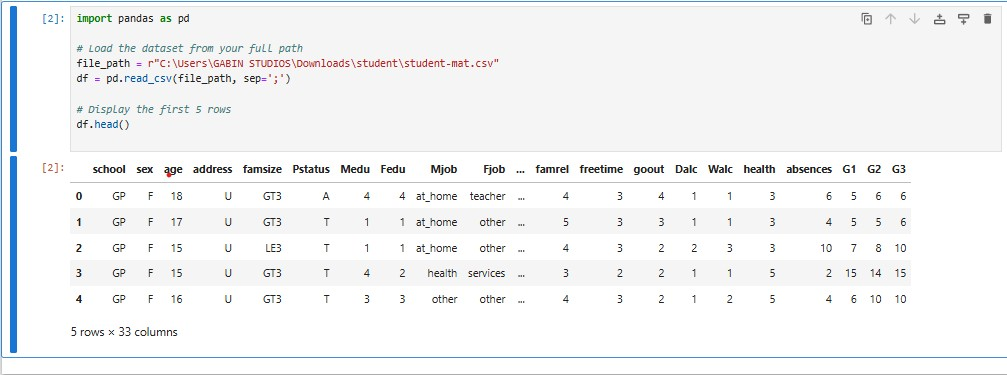 [2]: import pandas as pd
# Load the dataset from your full path
file_path = r"C:\Users\GABIN STUDIOS\Downloads\student\student-mat.csv"
df = pd.read_csv(file_path, sep=';')
# Display the first 5 rows
df.head()
[2]: school sex age address famsize Pstatus Medu Fedu Mjob Fjob ... famrel freetime goout Dalc Walc health absences G1 G2 G3
0 GP F 18 U GT3 A 4 4 at_home teacher ... 4 3 4 1 1 3 6 5 6 6
1 GP F 17 U GT3 T 1 1 at_home other ... 5 3 3 1 1 3 4 5 5 6
2 GP F 15 U LE3 T 1 1 at_home other ... 4 3 2 2 3 3 10 7 8 10
3 GP F 15 U GT3 T 4 2 health services ... 3 2 2 1 1 5 2 15 14 15
4 GP F 16 U GT3 T 3 3 other other ... 4 3 2 1 2 5 4 6 10 10
5 rows × 33 columns